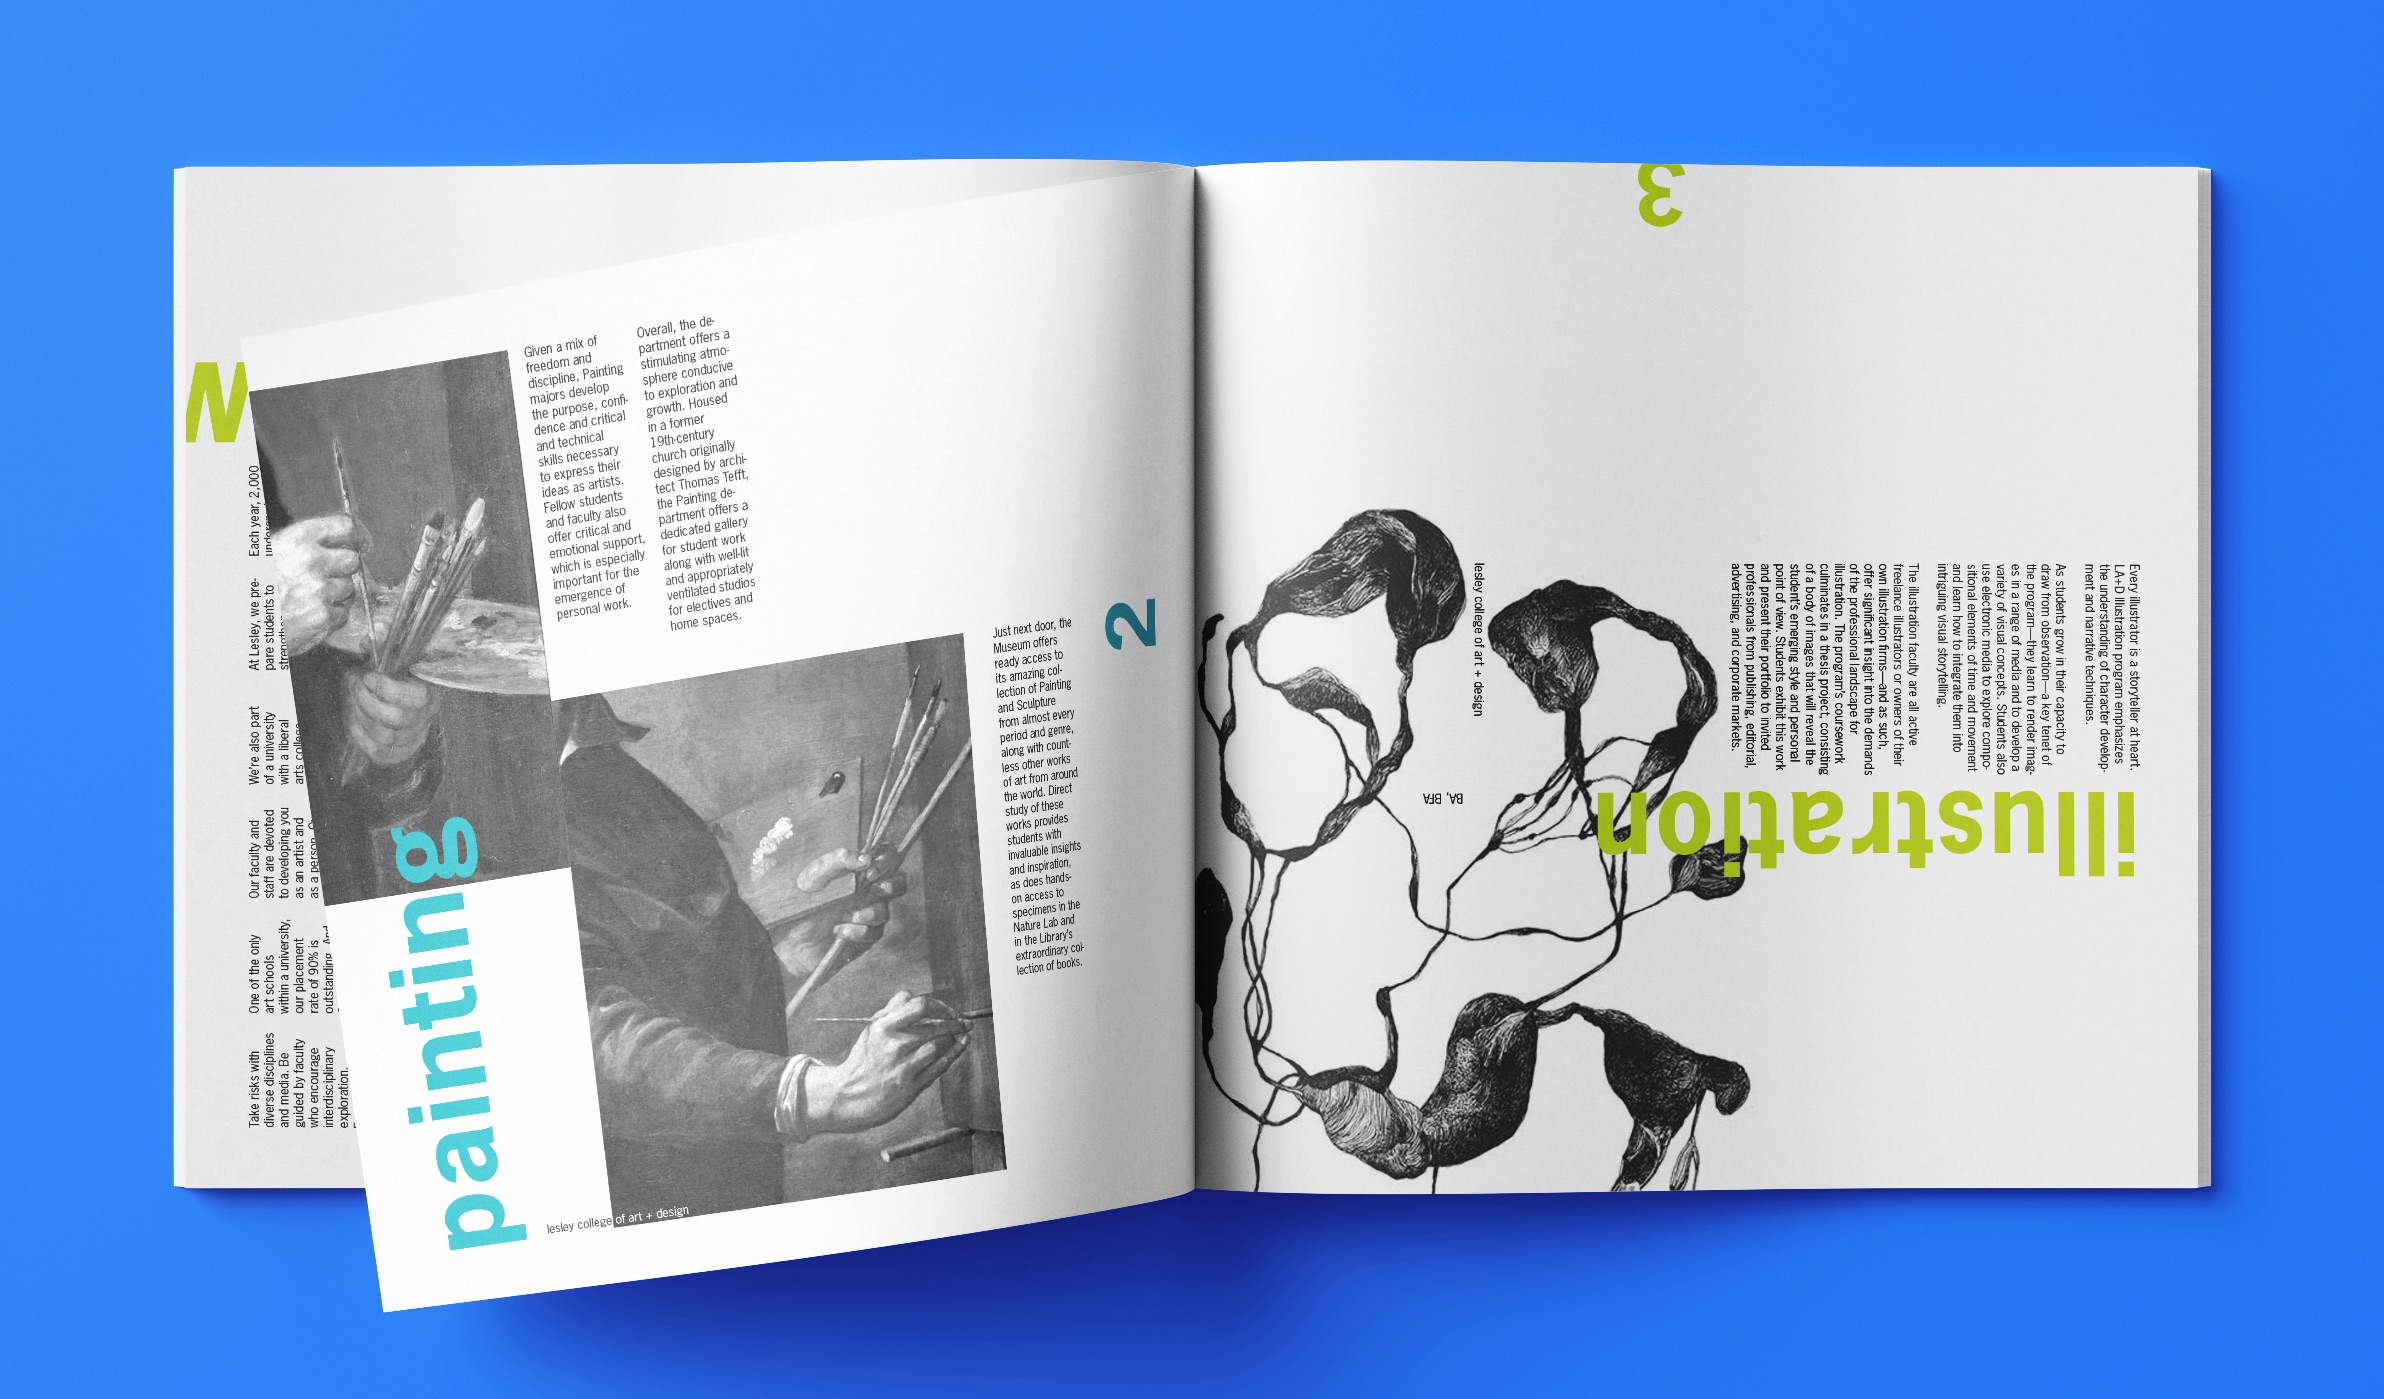 W
Each year, 2,000
At Lesley, we pre-
pare students to
We're also part
of a university
with a liberal
arts college
Our faculty and
staff are devoted
to developing you
as an artist and
as a person.
One of the only
art schools
within a university,
our placement
rate of 90% is
outstanding. And
Take risks with
diverse disciplines
and media. Be
guided by faculty
who encourage
interdisciplinary
exploration.
painting
Given a mix of
freedom and
discipline, Painting
majors develop
the purpose, confi-
dence and critical
and technical
skills necessary
to express their
ideas as artists.
Fellow students
and faculty also
offer critical and
emotional support,
which is especially
important for the
emergence of
personal work.
Overall, the de-
partment offers a
stimulating atmo-
sphere conducive
to exploration and
growth. Housed
in a former
19th-century
church originally
designed by archi-
tect Thomas Tefft,
the Painting de-
partment offers a
dedicated gallery
for student work
along with well-lit
and appropriately
ventilated studios
for electives and
home spaces.
Just next door, the
Museum offers
ready access to
its amazing col-
lection of Painting
and Sculpture
from almost every
period and genre,
along with count-
less other works
of art from around
the world. Direct
study of these
works provides
students with
invaluable insights
and inspiration,
as does hands-
on access to
specimens in the
Nature Lab and
in the Library's
extraordinary col-
lection of books.
lesley college of art + design
2
3
illustration
Every illustrator is a storyteller at heart.
LA+D Illustration program emphasizes
the understanding of character develop-
ment and narrative techniques.
As students grow in their capacity to
draw from observation—a key tenet of
the program—they learn to render imag-
es in a range of media and to develop a
variety of visual concepts. Students also
use electronic media to explore compo-
sitional elements of time and movement
and learn how to integrate them into
intriguing visual storytelling.
The illustration faculty are all active
freelance illustrators or owners of their
own illustration firms—and as such,
offer significant insight into the demands
of the professional landscape for
illustration. The program's coursework
culminates in a thesis project, consisting
of a body of images that will reveal the
student's emerging style and personal
point of view. Students exhibit this work
and present their portfolio to invited
professionals from publishing, editorial,
advertising, and corporate markets.
lesley college of art + design
BA, BFA